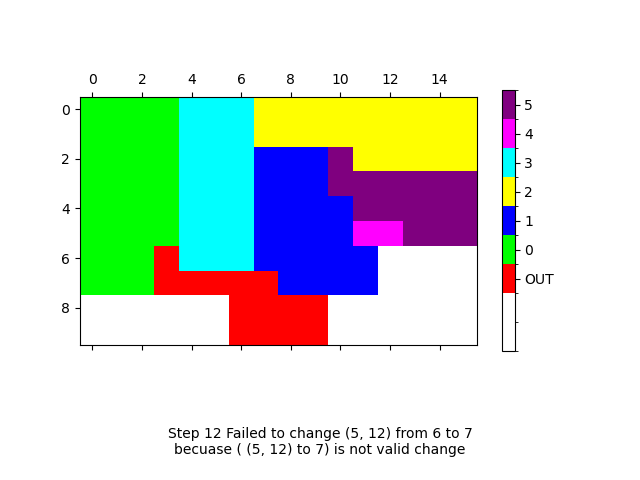 0 2 4 6 8 10 12 14
0
2
4
6
8
5
4
3
2
1
0
OUT
Step 12 Failed to change (5, 12) from 6 to 7
becuase ( (5, 12) to 7) is not valid change